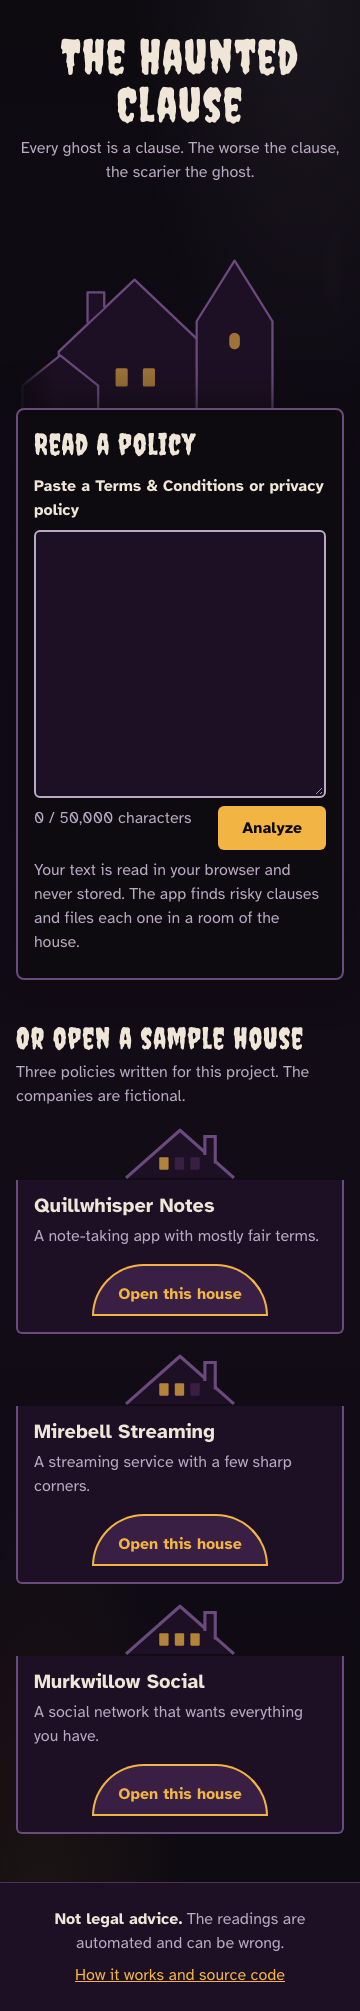 THE HAUNTED
CLAUSE
Every ghost is a clause. The worse the clause,
the scarier the ghost.
READ A POLICY
Paste a Terms & Conditions or privacy
policy
0 / 50,000 characters
Analyze
Your text is read in your browser and
never stored. The app finds risky clauses
and files each one in a room of the
house.
OR OPEN A SAMPLE HOUSE
Three policies written for this project. The
companies are fictional.
Quillwhisper Notes
A note-taking app with mostly fair terms.
Open this house
Mirebell Streaming
A streaming service with a few sharp
corners.
Open this house
Murkwillow Social
A social network that wants everything
you have.
Open this house
Not legal advice. The readings are
automated and can be wrong.
How it works and source code